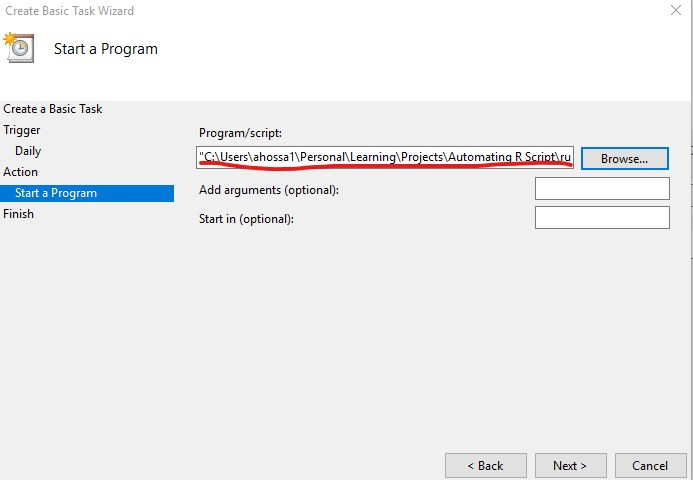 Create Basic Task Wizard
Start a Program
Create a Basic Task
Trigger
Daily
Action
Start a Program
Finish
Program/script:
"C:\Users\ahossa1\Personal\Learning\Projects\Automating R Script\ru
Browse...
Add arguments (optional):
Start in (optional):
< Back
Next >
Cancel